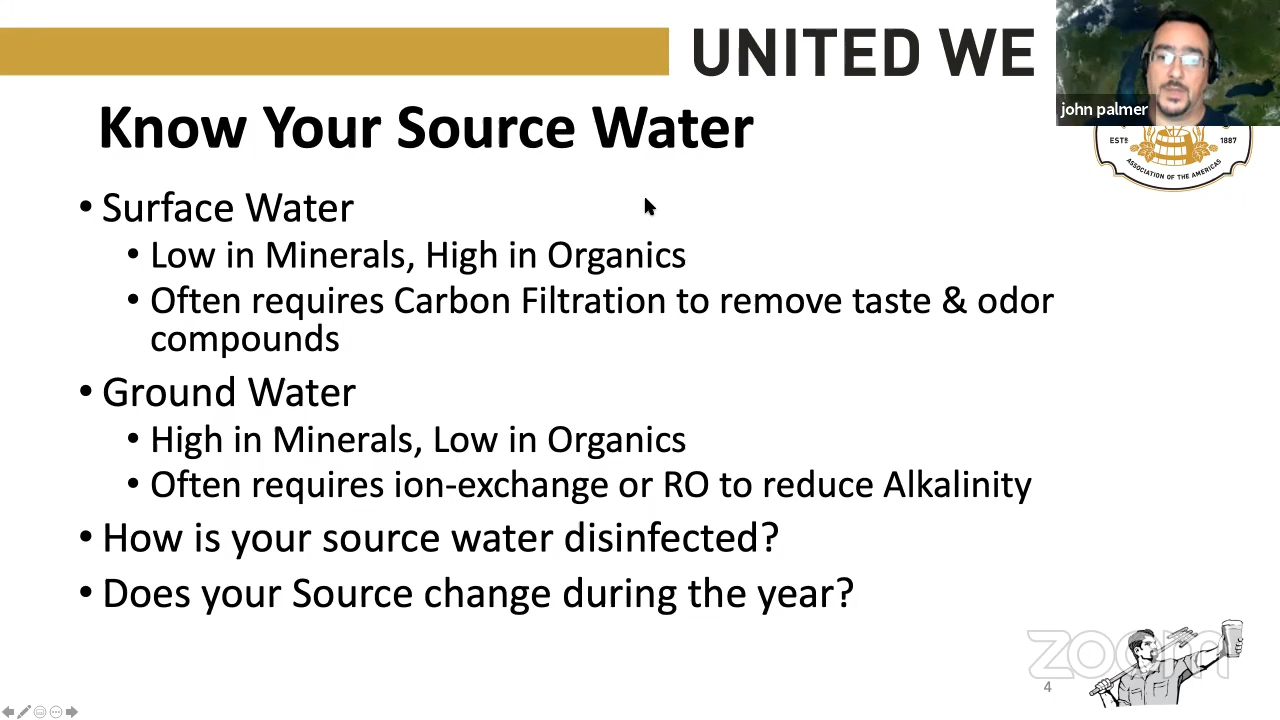 UNITED WE
john palmer
Know Your Source Water
EST 1887
ASSOCIATION OF THE AMERICAS
• Surface Water
• Low in Minerals, High in Organics
• Often requires Carbon Filtration to remove taste & odor
compounds
• Ground Water
• High in Minerals, Low in Organics
• Often requires ion-exchange or RO to reduce Alkalinity
• How is your source water disinfected?
• Does your Source change during the year?
zoom
4